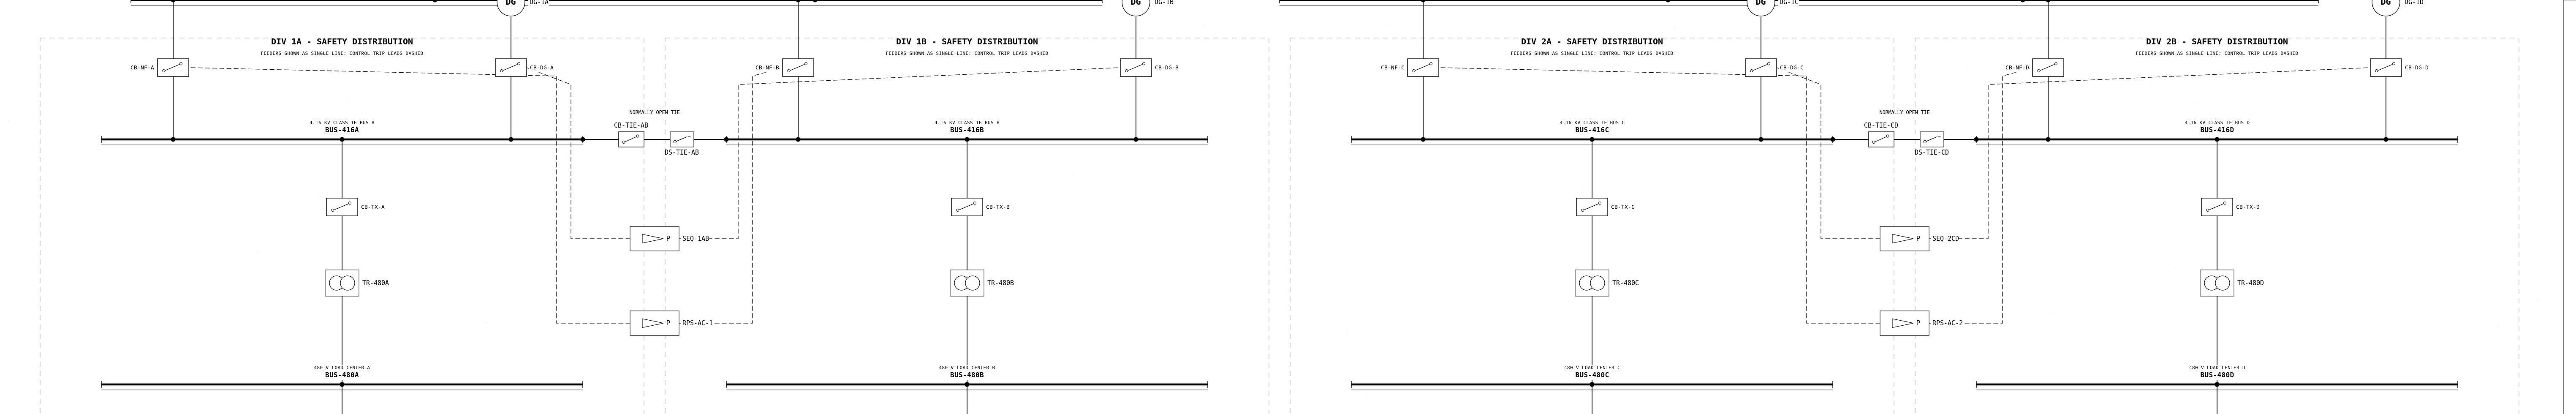 DG DG-1A DG DG-1B DG DG-1C DG DG-1D
DIV 1A - SAFETY DISTRIBUTION
FEEDERS SHOWN AS SINGLE-LINE; CONTROL TRIP LEADS DASHED
CB-NF-A
CB-DG-A
NORMALLY OPEN TIE
4.16 KV CLASS 1E BUS A
BUS-416A
CB-TIE-AB
DS-TIE-AB
CB-TX-A
SEQ-1AB
P
TR-480A
P
RPS-AC-1
480 V LOAD CENTER A
BUS-480A
DIV 1B - SAFETY DISTRIBUTION
FEEDERS SHOWN AS SINGLE-LINE; CONTROL TRIP LEADS DASHED
CB-NF-B
CB-DG-B
4.16 KV CLASS 1E BUS B
BUS-416B
CB-TX-B
TR-480B
480 V LOAD CENTER B
BUS-480B
DIV 2A - SAFETY DISTRIBUTION
FEEDERS SHOWN AS SINGLE-LINE; CONTROL TRIP LEADS DASHED
CB-NF-C
CB-DG-C
NORMALLY OPEN TIE
4.16 KV CLASS 1E BUS C
BUS-416C
CB-TIE-CD
DS-TIE-CD
CB-TX-C
P
SEQ-2CD
TR-480C
P
RPS-AC-2
480 V LOAD CENTER C
BUS-480C
DIV 2B - SAFETY DISTRIBUTION
FEEDERS SHOWN AS SINGLE-LINE; CONTROL TRIP LEADS DASHED
CB-NF-D
CB-DG-D
4.16 KV CLASS 1E BUS D
BUS-416D
CB-TX-D
TR-480D
480 V LOAD CENTER D
BUS-480D